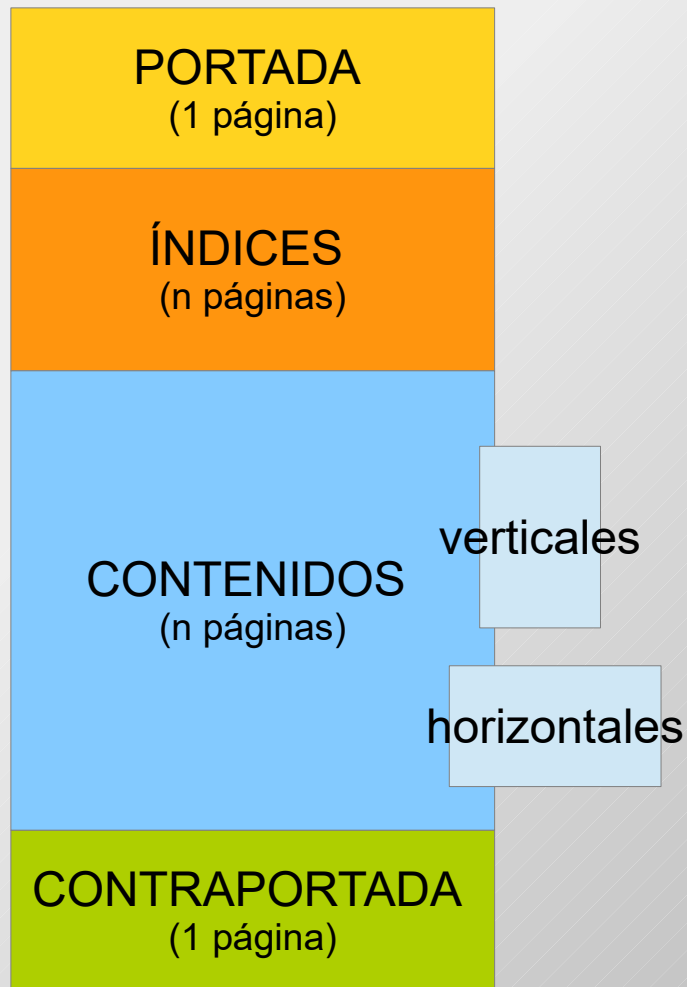 PORTADA
(1 página)
ÍNDICES
(n páginas)
CONTENIDOS
(n páginas)
verticales
horizontales
CONTRAPORTADA
(1 página)